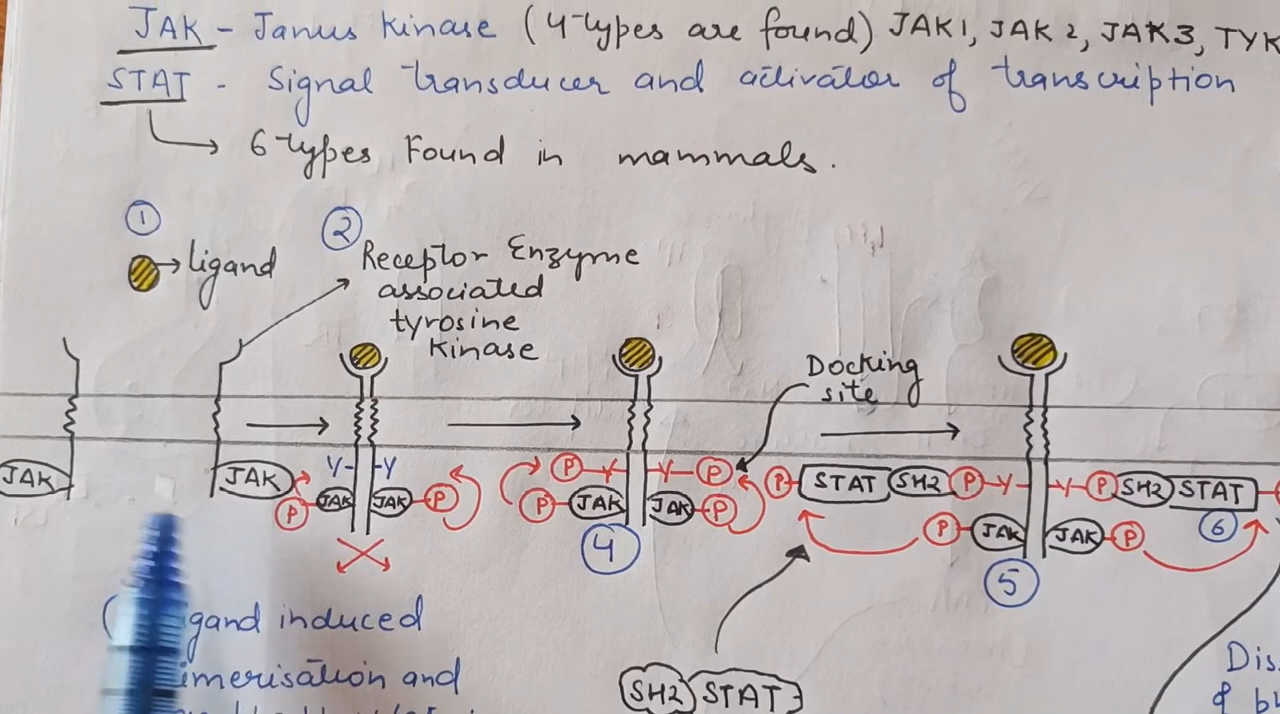 JAK - Janus Kinase (4-types are found) JAK1, JAK 2, JAK3, TYK
STAT - Signal transducer and activator of transcription
6-types Found in mammals.
1
ligand
2
Receptor Enzyme
associated
tyrosine
Kinase
Docking
site
JAK
JAK
P
Y
Y
JAK
JAK
P
P
Y
Y
P
P
JAK
JAK
P
4
P
STAT
SH2
P
Y
Y
P
SH2
STAT
6
P
JAK
JAK
P
5
SH2
STAT
(
gand induced
imerisation and
Dis